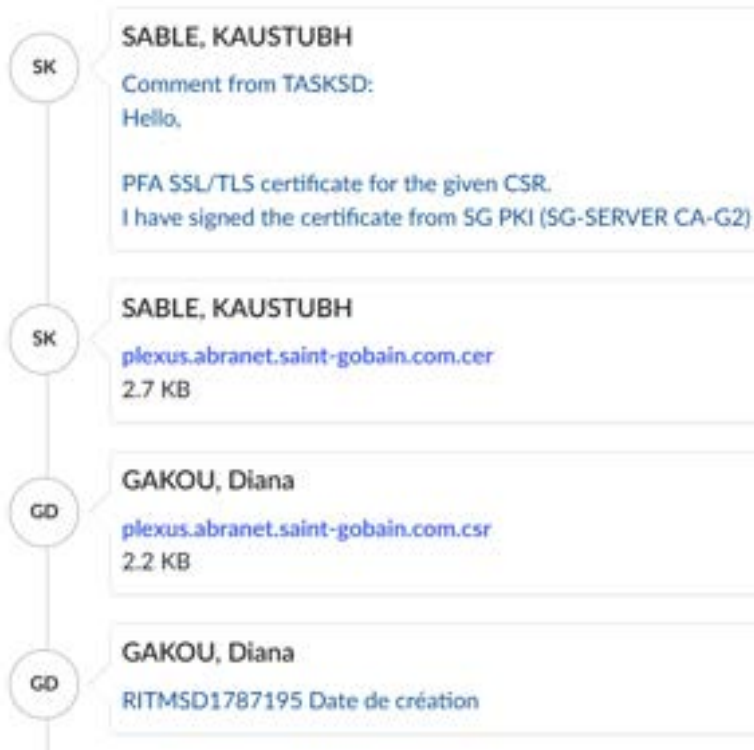 SK
SABLE, KAUSTUBH
Comment from TASKSD:
Hello,
PFA SSL/TLS certificate for the given CSR.
I have signed the certificate from SG PKI (SG-SERVER CA-G2)
SK
SABLE, KAUSTUBH
plexus.abranet.saint-gobain.com.cer
2.7 KB
GD
GAKOU, Diana
plexus.abranet.saint-gobain.com.csr
2.2 KB
GD
GAKOU, Diana
RITMSD1787195 Date de création